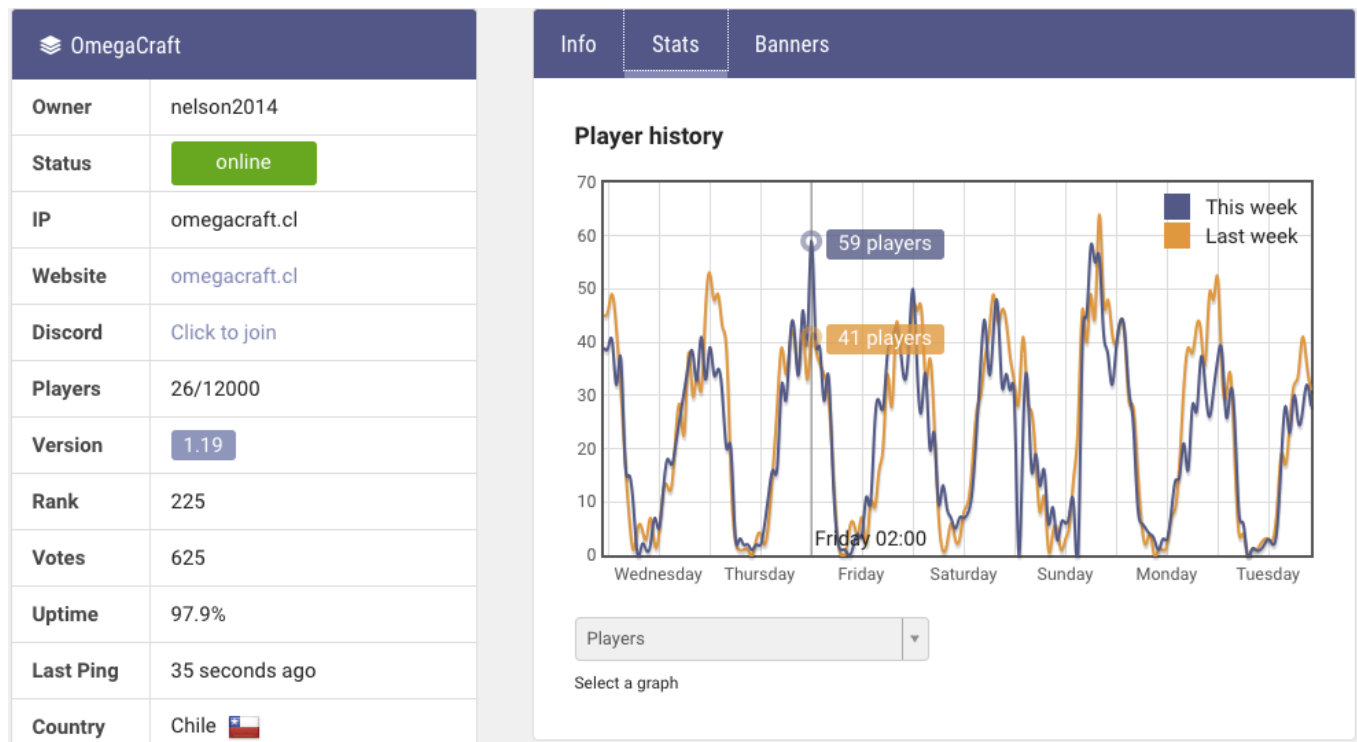 OmegaCraft
Owner nelson2014
Status online
IP omegacraft.cl
Website omegacraft.cl
Discord Click to join
Players 26/12000
Version 1.19
Rank 225
Votes 625
Uptime 97.9%
Last Ping 35 seconds ago
Country Chile
Info Stats Banners
Player history
70
60
50
40
30
20
10
0
This week
Last week
59 players
41 players
Friday 02:00
Wednesday Thursday Friday Saturday Sunday Monday Tuesday
Players
Select a graph